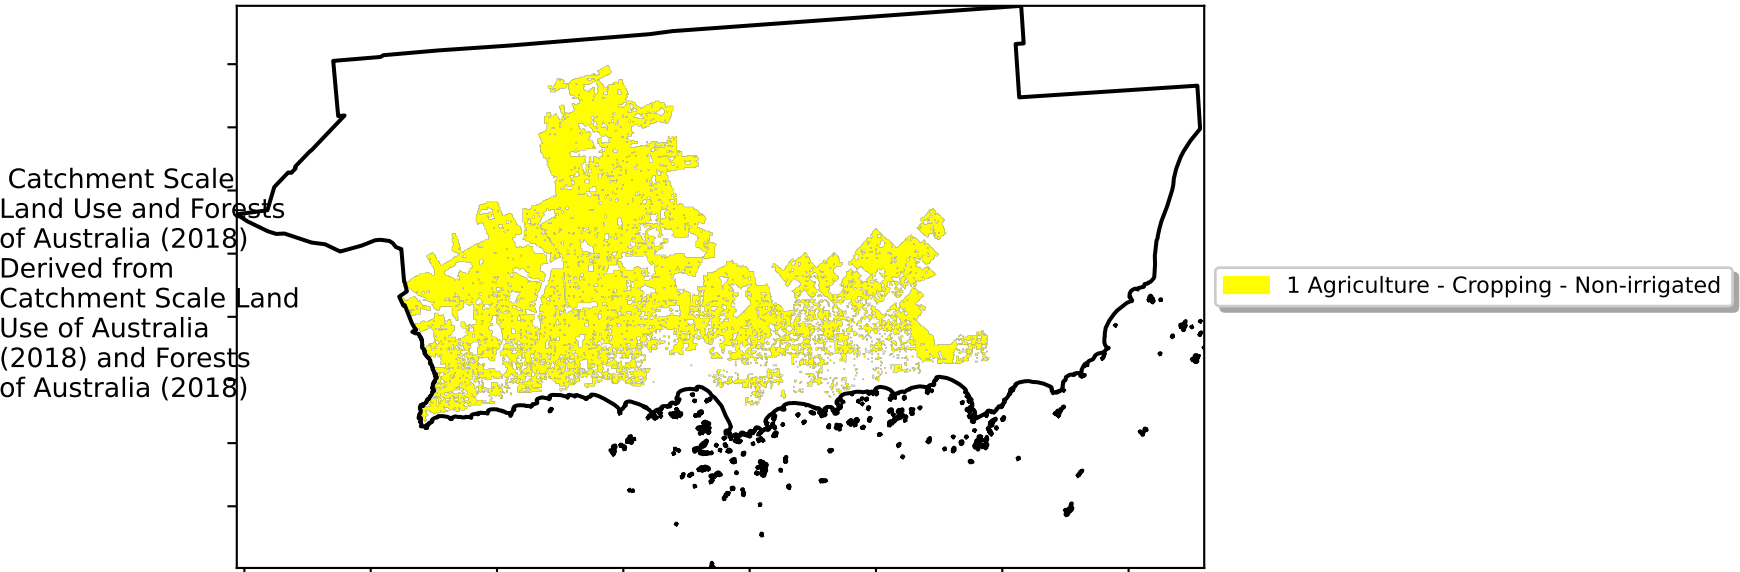 Catchment Scale
Land Use and Forests
of Australia (2018)
Derived from
Catchment Scale Land
Use of Australia
(2018) and Forests
of Australia (2018)
1 Agriculture - Cropping - Non-irrigated